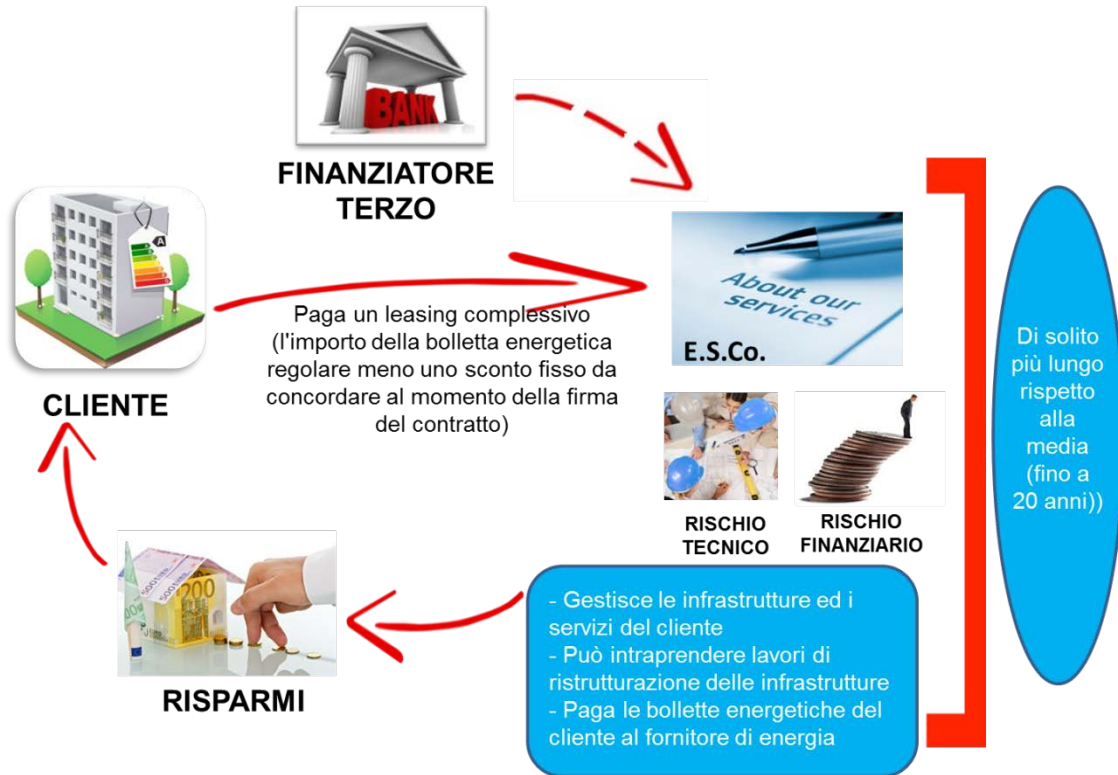 BANK
FINANZIATORE
TERZO
A
CLIENTE
Paga un leasing complessivo
(l'importo della bolletta energetica
regolare meno uno sconto fisso da
concordare al momento della firma
del contratto)
About our
services
E.S.Co.
RISCHIO
TECNICO
RISCHIO
FINANZIARIO
Di solito
più lungo
rispetto
alla
media
(fino a
20 anni))
200
RISPARMI
- Gestisce le infrastrutture ed i
servizi del cliente
- Può intraprendere lavori di
ristrutturazione delle infrastrutture
- Paga le bollette energetiche del
cliente al fornitore di energia